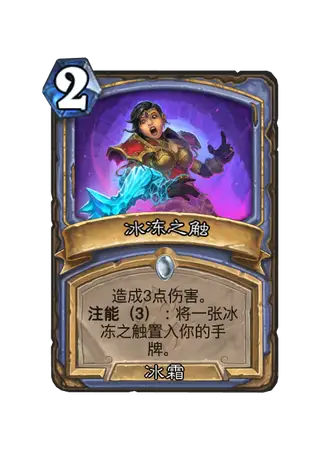 2
冰冻之触
造成3点伤害。
注能（3）：将一张冰
冻之触置入你的手
牌。
冰霜